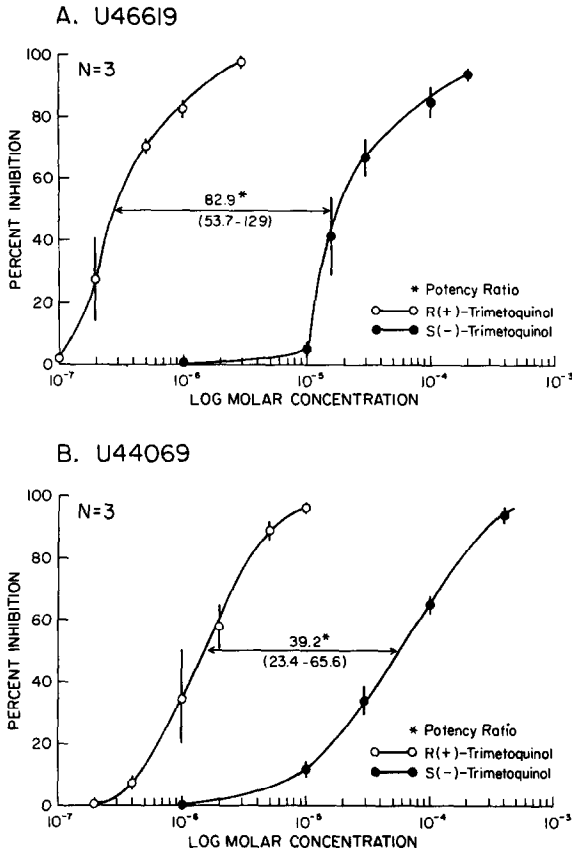 A. U46619
100
80
60
40
20
0
PERCENT INHIBITION
N=3
82.9*
(53.7-129)
* Potency Ratio
R(+)-Trimetoquinol
S(-)-Trimetoquinol
10-7
10-6
10-5
10-4
10-3
LOG MOLAR CONCENTRATION
B. U44069
100
80
60
40
20
0
PERCENT INHIBITION
N=3
39.2*
(23.4-65.6)
* Potency Ratio
R(+)-Trimetoquinol
S(-)-Trimetoquinol
10-7
10-6
10-5
10-4
10-3
LOG MOLAR CONCENTRATION